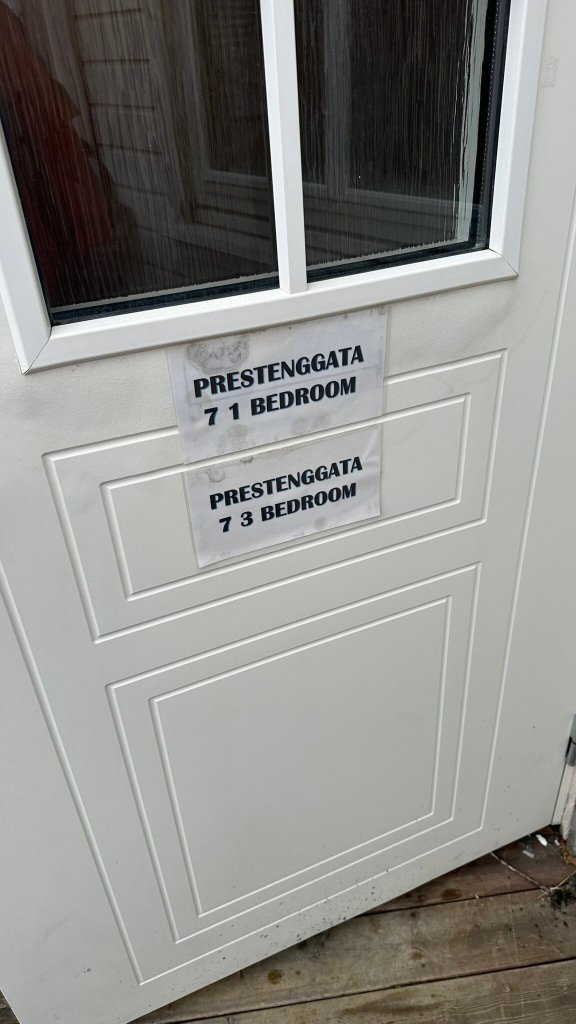 PRESTENGGATA
7 1 BEDROOM
PRESTENGGATA
7 3 BEDROOM